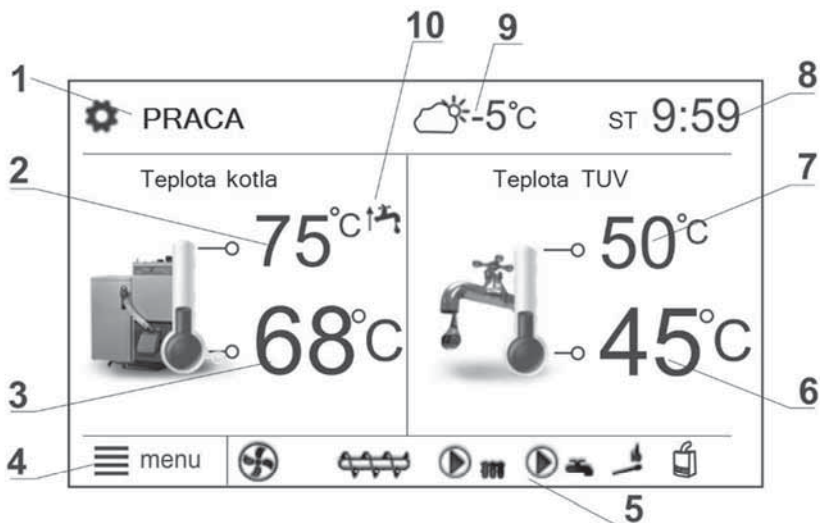 10 9
1 8
PRACA -5°C ST 9:59
2 7
Teplota kotla Teplota TUV
75°C 50°C
68°C 45°C
3 6
4 menu
5